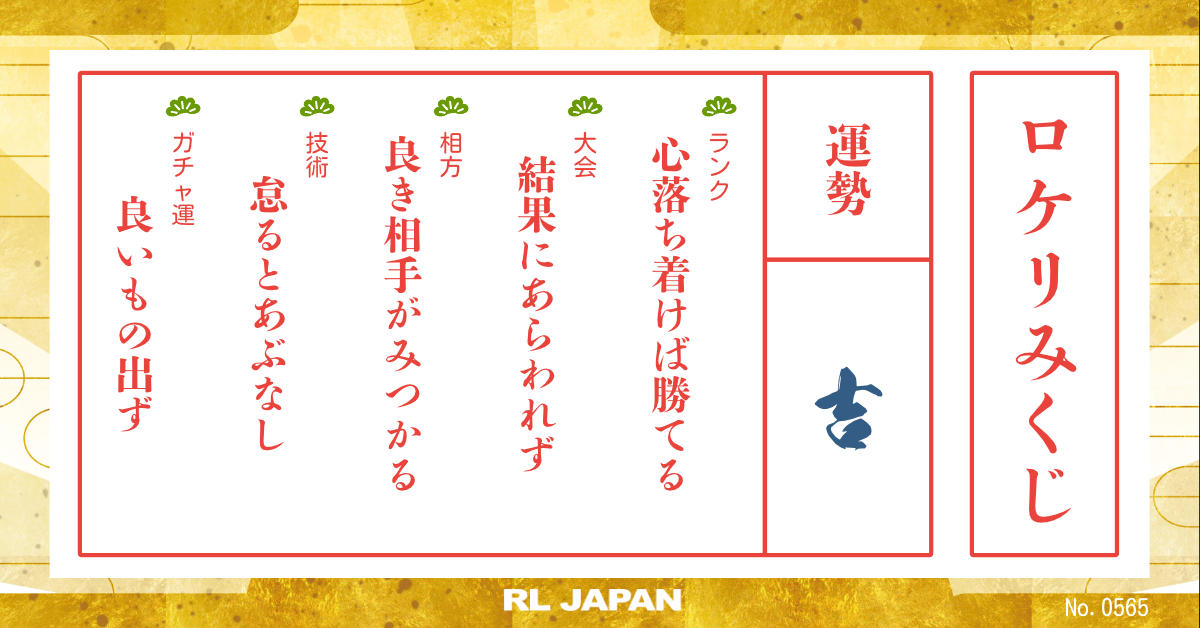 ロケリみくじ
運勢
吉
ランク
心落ち着けば勝てる
大会
結果にあらわれず
相方
良き相手がみつかる
技術
怠るとあぶなし
ガチャ運
良いもの出ず
RL JAPAN
No. 0565